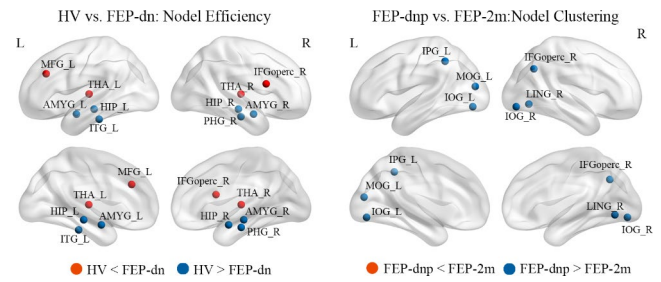 HV vs. FEP-dn: Nodel Efficiency
L
R
MFG_L
THA_L
AMYG_L
HIP_L
ITG_L
IFGoperc_R
THA_R
HIP_R
AMYG_R
PHG_R
MFG_L
THA_L
HIP_L
AMYG_L
ITG_L
IFGoperc_R
THA_R
AMYG_R
HIP_R
PHG_R
HV < FEP-dn
HV > FEP-dn
FEP-dnp vs. FEP-2m:Nodel Clustering
L
R
IPG_L
MOG_L
IOG_L
IFGoperc_R
LING_R
IOG_R
IPG_L
MOG_L
IOG_L
IFGoperc_R
LING_R
IOG_R
FEP-dnp < FEP-2m
FEP-dnp > FEP-2m